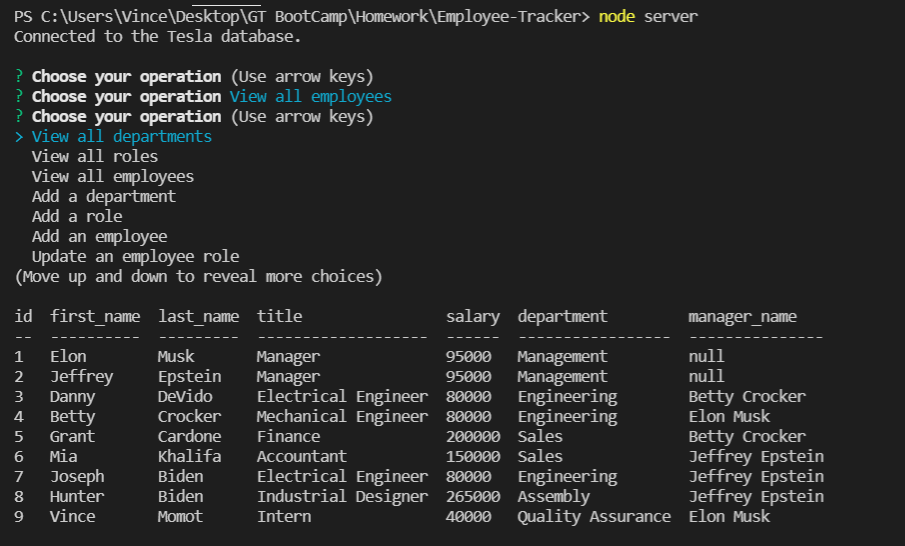 PS C:\Users\Vince\Desktop\GT BootCamp\Homework\Employee-Tracker> node server
Connected to the Tesla database.
? Choose your operation (Use arrow keys)
? Choose your operation View all employees
? Choose your operation (Use arrow keys)
> View all departments
View all roles
View all employees
Add a department
Add a role
Add an employee
Update an employee role
(Move up and down to reveal more choices)
id first_name last_name title salary department manager_name
-- ---------- --------- ------------------- ------ ----------------- ---------------
1 Elon Musk Manager 95000 Management null
2 Jeffrey Epstein Manager 95000 Management null
3 Danny DeVido Electrical Engineer 80000 Engineering Betty Crocker
4 Betty Crocker Mechanical Engineer 80000 Engineering Elon Musk
5 Grant Cardone Finance 200000 Sales Betty Crocker
6 Mia Khalifa Accountant 150000 Sales Jeffrey Epstein
7 Joseph Biden Electrical Engineer 80000 Engineering Jeffrey Epstein
8 Hunter Biden Industrial Designer 265000 Assembly Jeffrey Epstein
9 Vince Momot Intern 40000 Quality Assurance Elon Musk